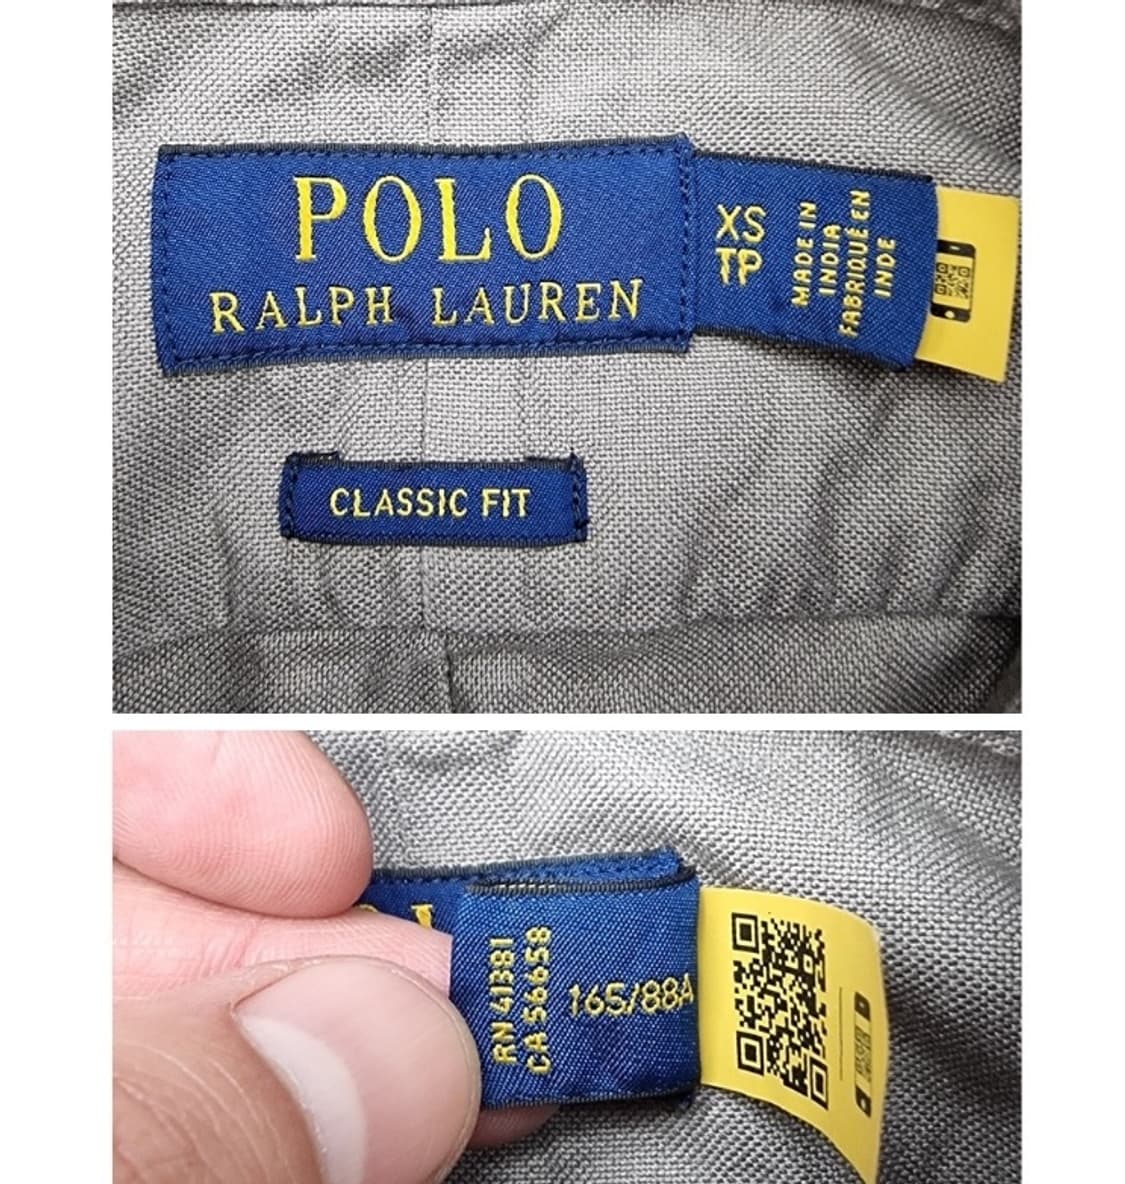 POLO
RALPH LAUREN
XS
TP
MADE IN
INDIA
FABRIQUÉ EN
INDE
CLASSIC FIT
RN 41381
CA 56658
165/88A